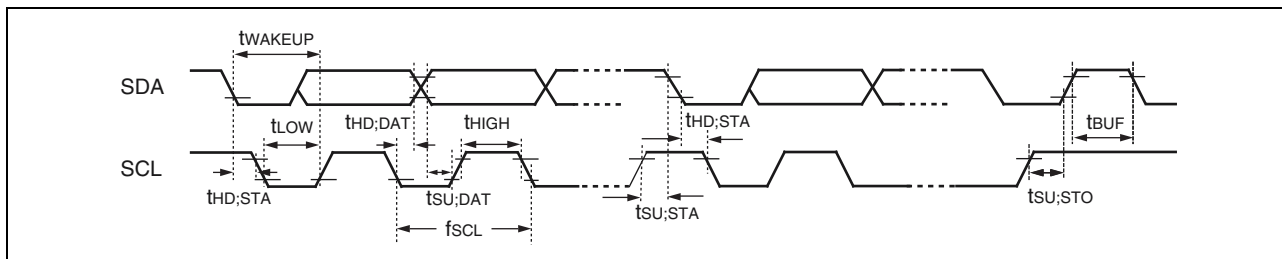 tWAKEUP
SDA
tLOW
tHD;DAT
tHIGH
tHD;STA
tBUF
SCL
tHD;STA
tSU;DAT
tSU;STA
tSU;STO
fSCL